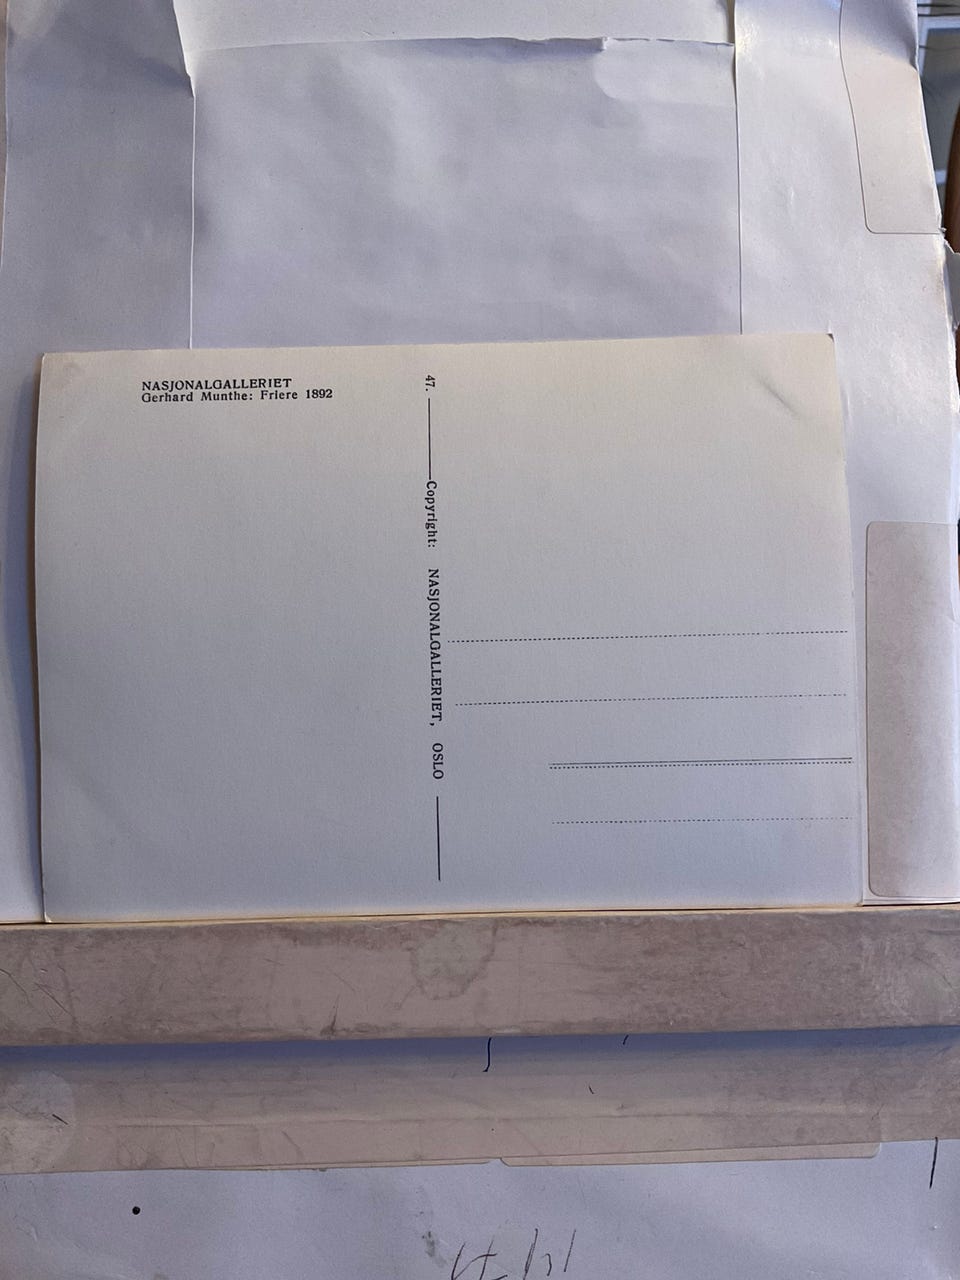 NASJONALGALLERIET
Gerhard Munthe: Friere 1892
47.
Copyright: NASJONALGALLERIET, OSLO